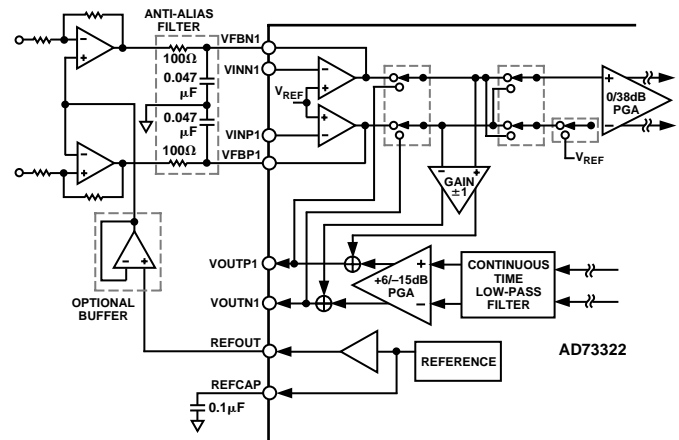 ANTI-ALIAS
FILTER
VFBN1
100Ω
VINN1
0.047
μF
VREF
0/38dB
PGA
0.047
μF
VINP1
100Ω
VFBP1
VREF
GAIN
±1
VOUTP1
+6/–15dB
PGA
CONTINUOUS
TIME
LOW-PASS
FILTER
OPTIONAL
BUFFER
VOUTN1
REFOUT
REFERENCE
AD73322
REFCAP
0.1μF